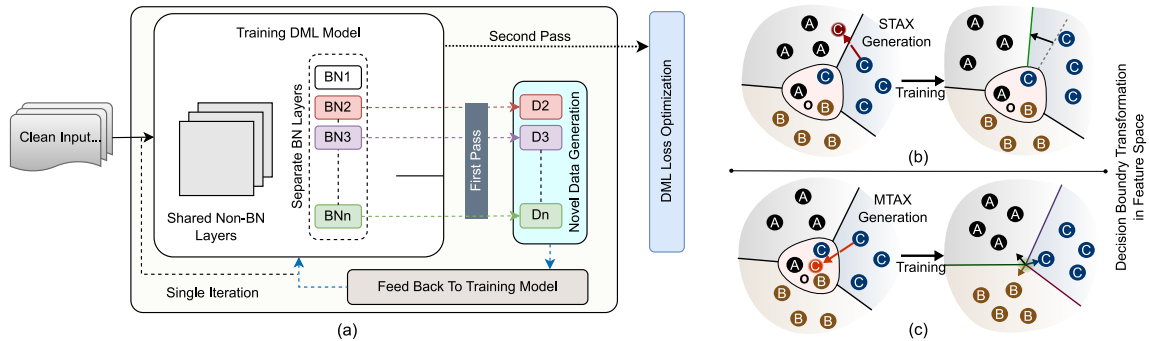 Training DML Model
Clean Input...
Shared Non-BN
Layers
Separate BN Layers
BN1
BN2
BN3
BNn
First Pass
Second Pass
D2
D3
Dn
Novel Data Generation
DML Loss Optimization
Feed Back To Training Model
Single Iteration
(a)
STAX
Generation
Training
A
A
A
A
C
C
C
C
C
C
A
O
B
B
B
B
B
A
A
A
A
C
C
C
C
C
A
O
B
B
B
B
B
(b)
MTAX
Generation
Training
A
A
A
A
C
C
C
C
C
C
A
O
B
B
B
B
B
A
A
A
A
C
C
C
C
B
B
B
B
(c)
Decision Boundry Transformation
in Feature Space